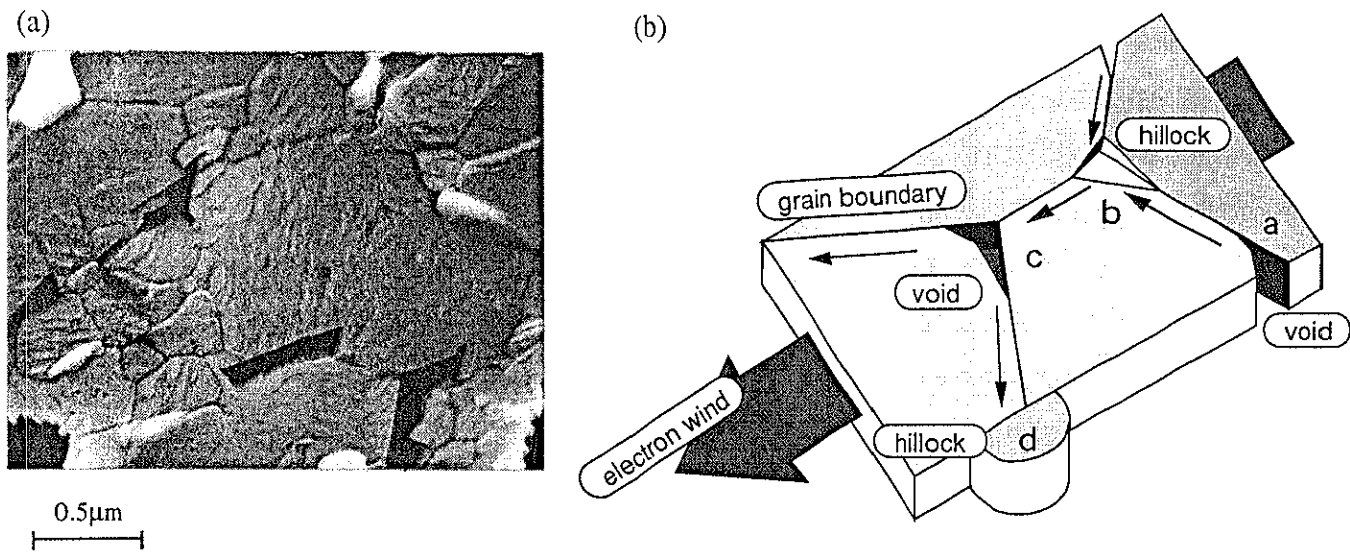 (a)
0.5μm
(b)
hillock
grain boundary
a
b
c
void
void
electron wind
hillock
d